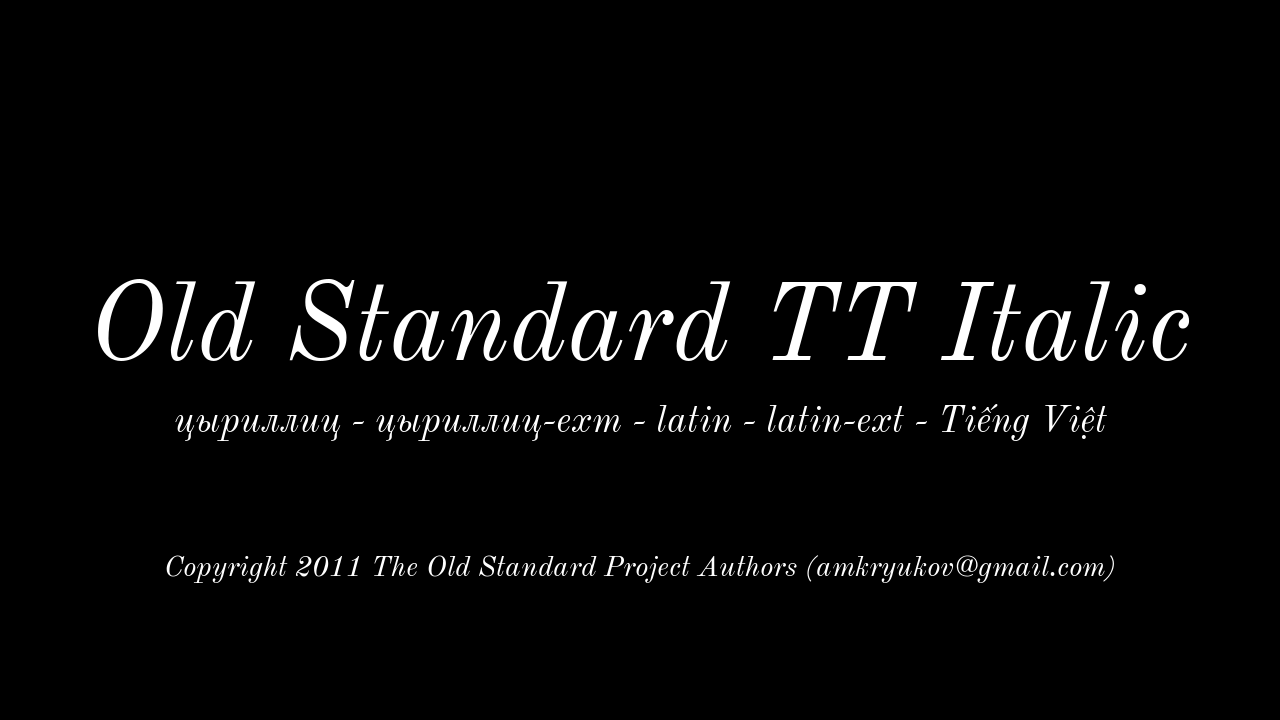 Old Standard TT Italic
цыриллиц - цыриллиц-ext - latin - latin-ext - Tiếng Việt
Copyright 2011 The Old Standard Project Authors (amkryukov@gmail.com)